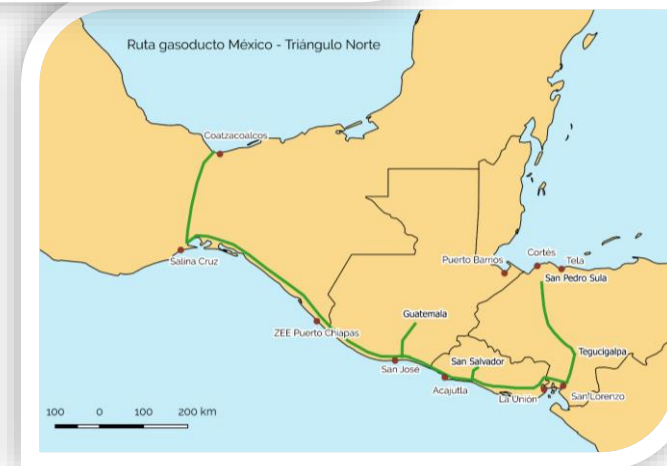 Ruta gasoducto México - Triángulo Norte
Coatzacoalcos
Salina Cruz
Puerto Barrios
Cortés
Tela
San Pedro Sula
ZEE Puerto Chiapas
Guatemala
San José
San Salvador
Tegucigalpa
Acajutla
La Unión
San Lorenzo
100 0 100 200 km